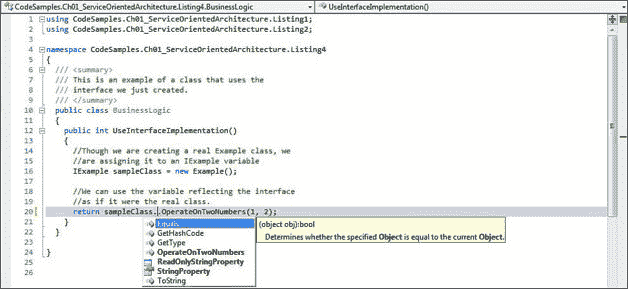 CodeSamples.Ch01_ServiceOrientedArchitecture.Listing4.BusinessLogic UseInterfaceImplementation()
1 using CodeSamples.Ch01_ServiceOrientedArchitecture.Listing1;
2 using CodeSamples.Ch01_ServiceOrientedArchitecture.Listing2;
3
4 namespace CodeSamples.Ch01_ServiceOrientedArchitecture.Listing4
5 {
6 /// <summary>
7 /// This is an example of a class that uses the
8 /// interface we just created.
9 /// </summary>
10 public class BusinessLogic
11 {
12 public int UseInterfaceImplementation()
13 {
14 //Though we are creating a real Example class, we
15 //are assigning it to an IExample variable
16 IExample sampleClass = new Example();
17
18 //We can use the variable reflecting the interface
19 //as if it were the real class.
20 return sampleClass..OperateOnTwoNumbers(1, 2);
21 }
22 }
23 }
24
25
26
Equals (object obj):bool
GetHashCode Determines whether the specified Object is equal to the current Object.
GetType
OperateOnTwoNumbers
ReadOnlyStringProperty
StringProperty
ToString